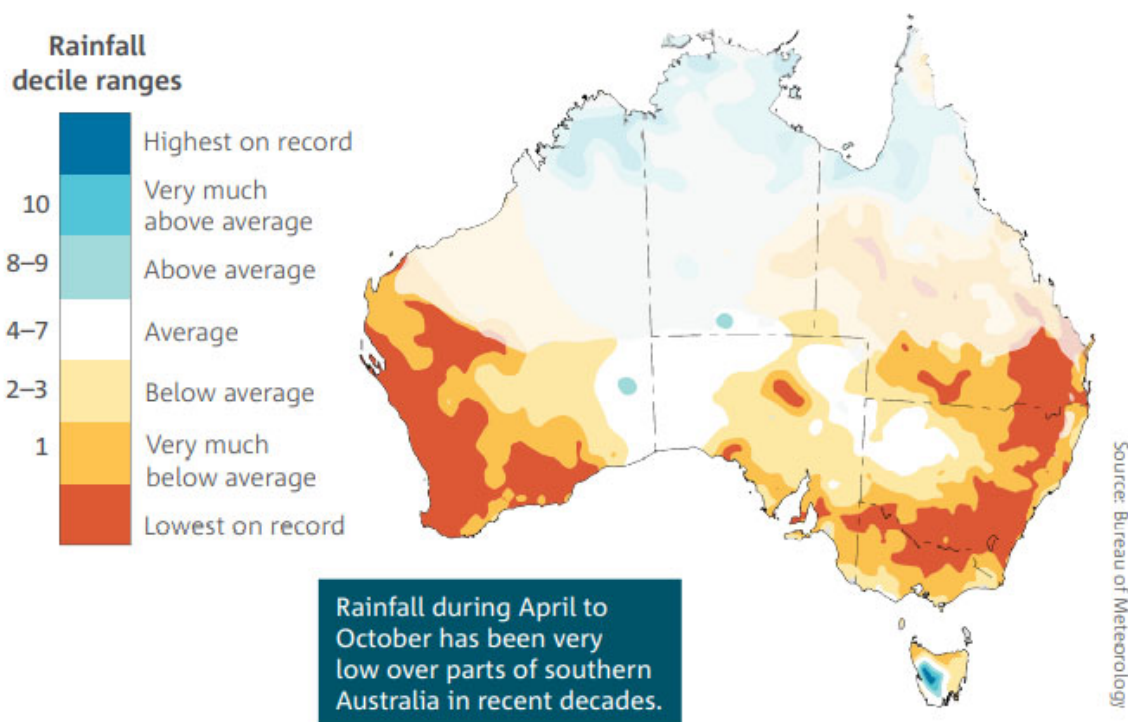 Rainfall
decile ranges
Highest on record
10
Very much
above average
8–9
Above average
4–7
Average
2–3
Below average
1
Very much
below average
Lowest on record
Rainfall during April to
October has been very
low over parts of southern
Australia in recent decades.
Source: Bureau of Meteorology